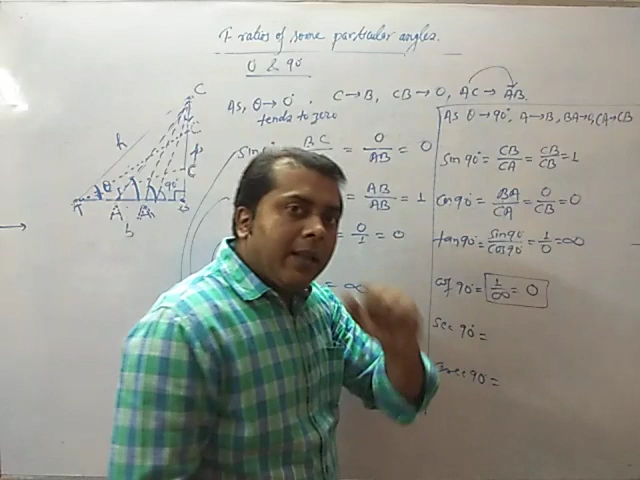 T ratios of some particular angles.
0 & 90°
As, θ → 0°, C → B, CB → 0, AC → AB.
tends to zero
BC = 0/AB = 0
AB/AB = 1
= 0/1 = 0
= ∞
As θ → 90°, A → B, BA → 0, CA → CB
Sin 90° = CB/CA = CB/CB = 1
Cos 90° = BA/CA = 0/CB = 0
tan 90° = Sin 90/Cos 90° = 1/0 = ∞
cot 90° = 1/∞ = 0
Sec 90° =
Cosec 90° =
C
C
C
h
p
θ
90°
A
B
b